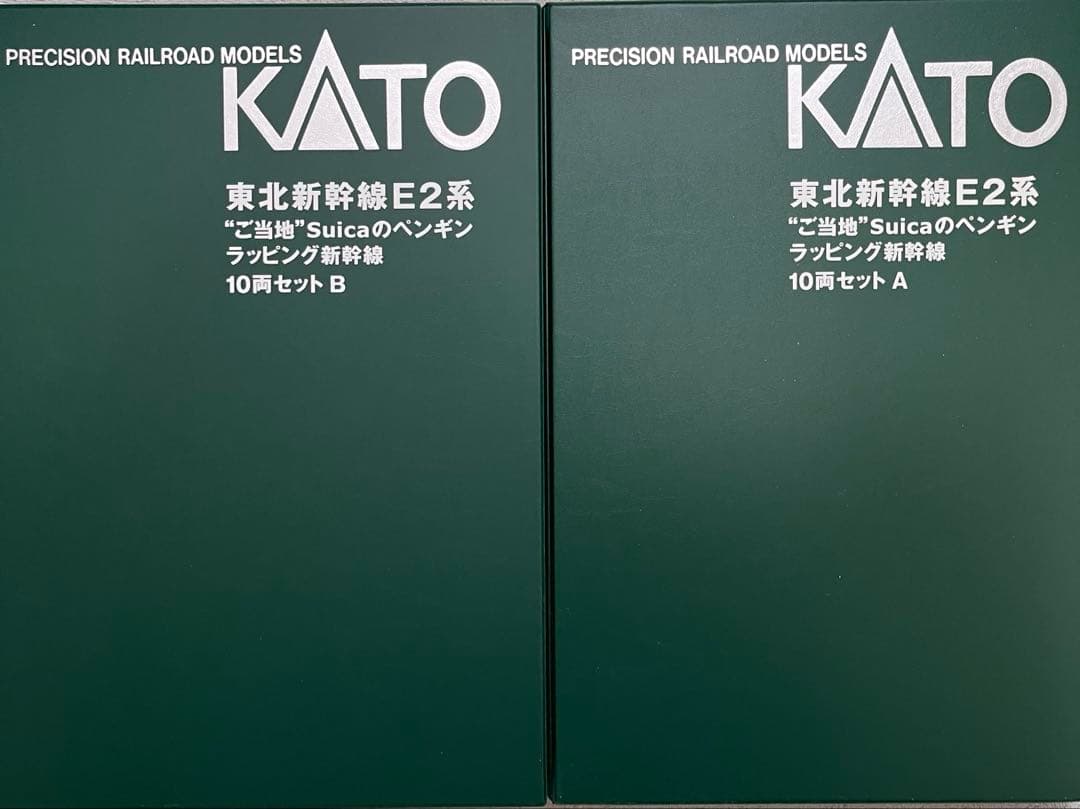 PRECISION RAILROAD MODELS
KATO
東北新幹線E2系
“ご当地”Suicaのペンギン
ラッピング新幹線
10両セット B
PRECISION RAILROAD MODELS
KATO
東北新幹線E2系
“ご当地”Suicaのペンギン
ラッピング新幹線
10両セット A